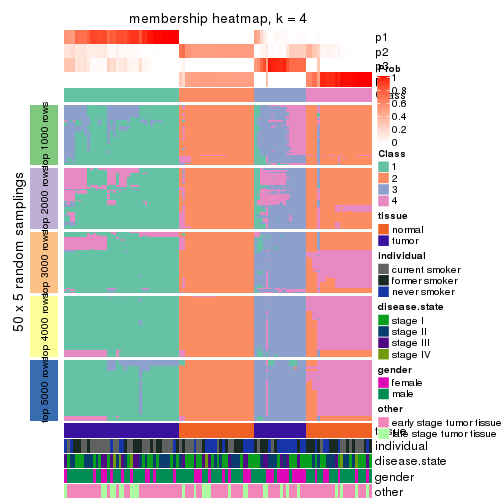 membership heatmap, k = 4
p1
p2
p3
Prob
1
0.8
0.6
0.4
0.2
0
Class
1
2
3
4
tissue
normal
tumor
individual
current smoker
former smoker
never smoker
disease.state
stage I
stage II
stage III
stage IV
gender
female
male
other
early stage tumor tissue
late stage tumor tissue
50 x 5 random samplings
top 1000 rows
top 2000 rows
top 3000 rows
top 4000 rows
top 5000 rows
tissue
individual
disease.state
gender
other